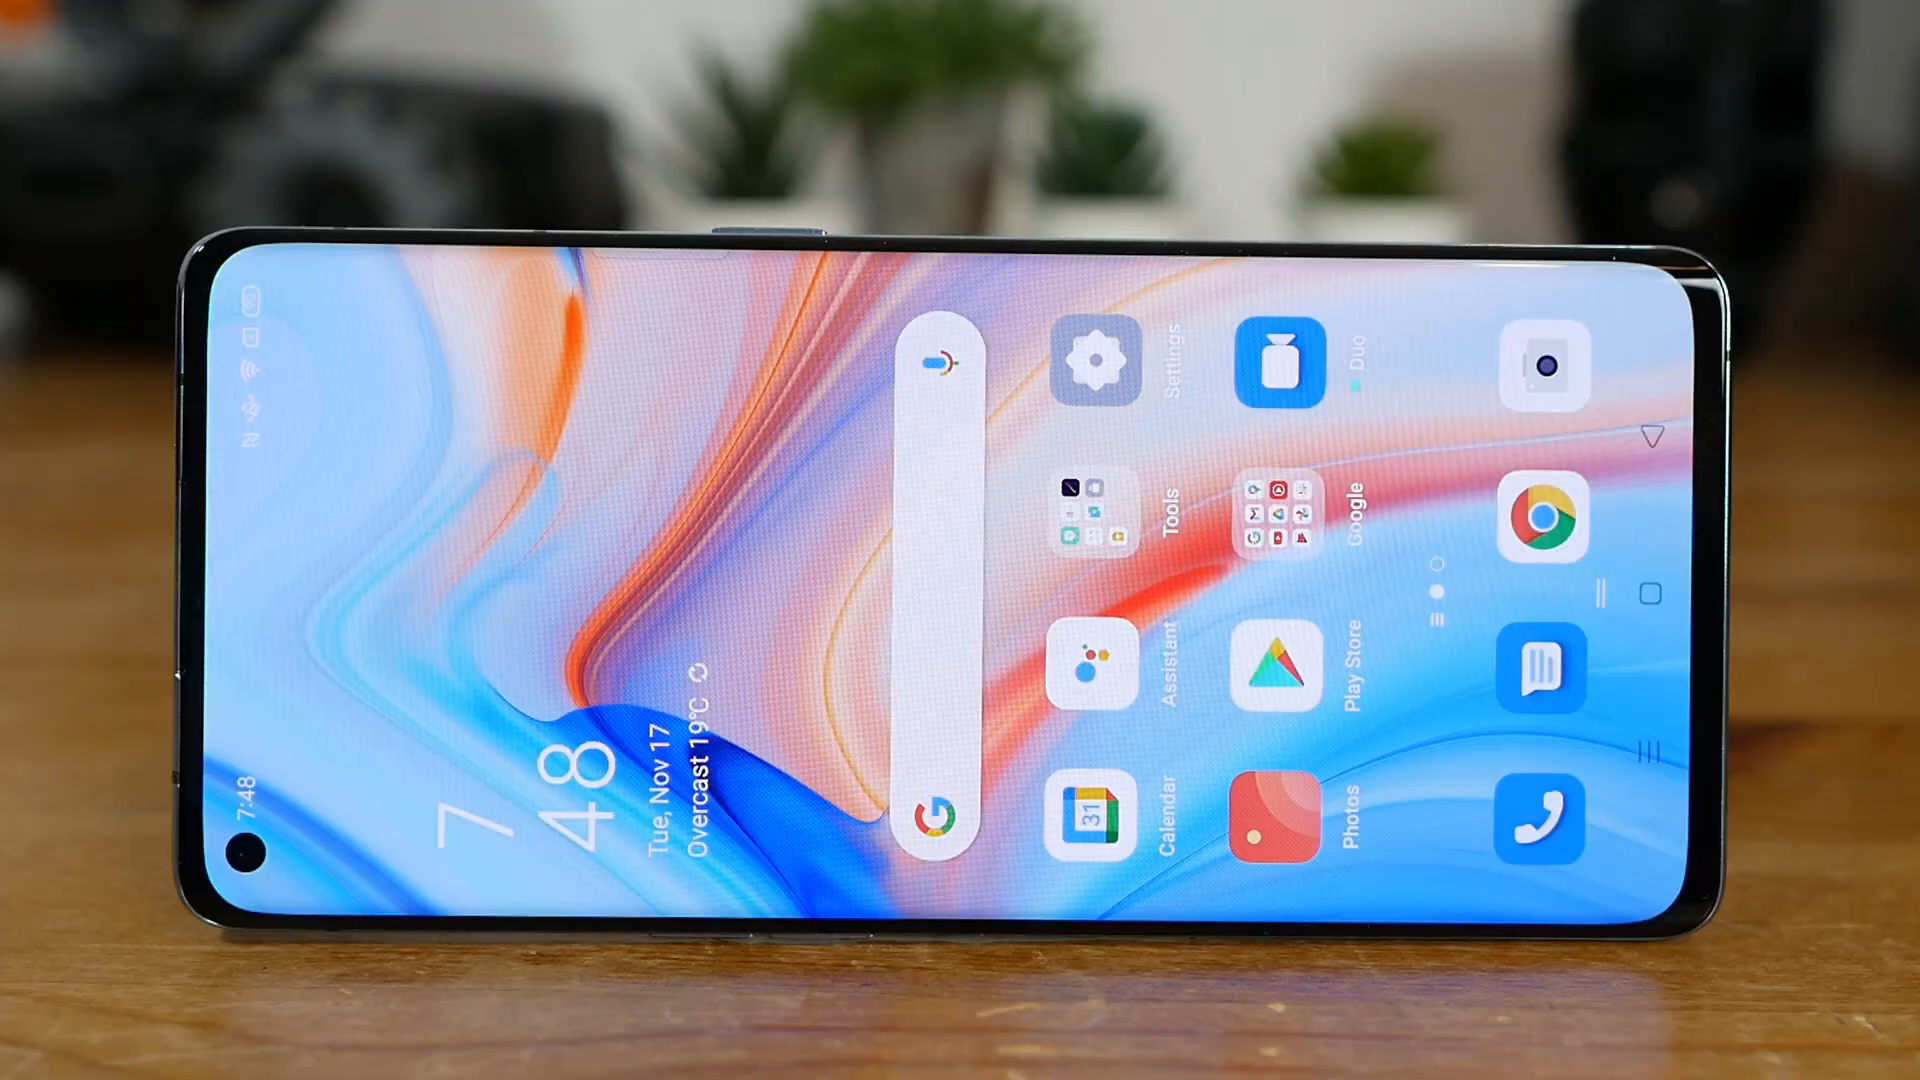 7:48
7
48
Tue, Nov 17
Overcast 19°C
Calendar
Assistant
Tools
Settings
Photos
Play Store
Google
Duo
31